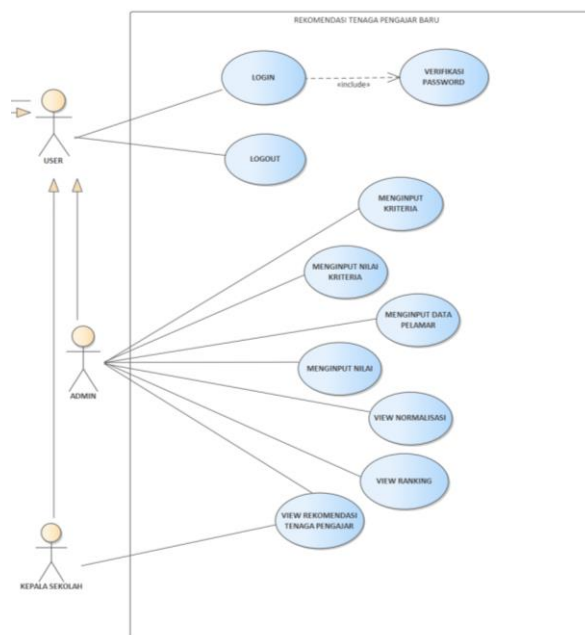 REKOMENDASI TENAGA PENGAJAR BARU
LOGIN
«include»
VERIFIKASI
PASSWORD
USER
LOGOUT
MENGINPUT
KRITERIA
MENGINPUT NILAI
KRITERIA
MENGINPUT DATA
PELAMAR
MENGINPUT NILAI
ADMIN
VIEW NORMALISASI
VIEW RANKING
VIEW REKOMENDASI
TENAGA PENGAJAR
KEPALA SEKOLAH